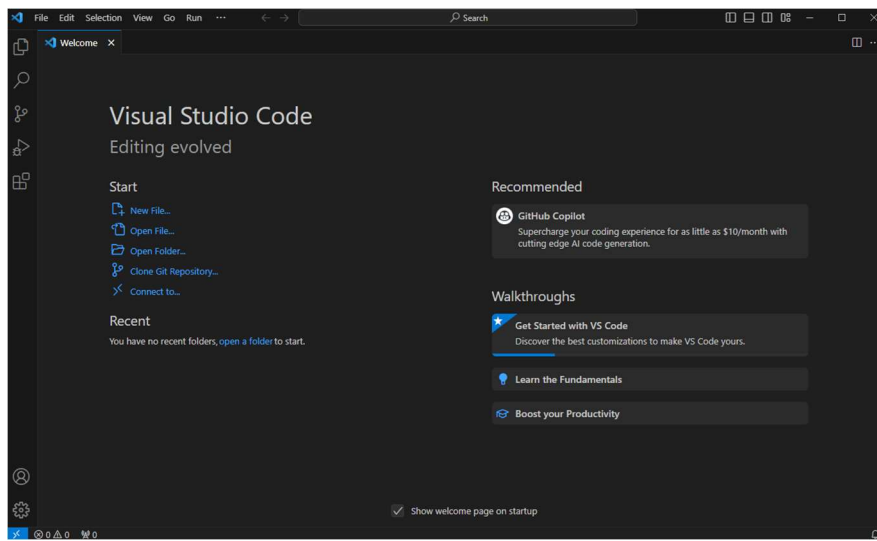 File Edit Selection View Go Run ···
Search
Welcome
Visual Studio Code
Editing evolved
Start
New File...
Open File...
Open Folder...
Clone Git Repository...
Connect to...
Recent
You have no recent folders, open a folder to start.
Recommended
GitHub Copilot
Supercharge your coding experience for as little as $10/month with
cutting edge AI code generation.
Walkthroughs
Get Started with VS Code
Discover the best customizations to make VS Code yours.
Learn the Fundamentals
Boost your Productivity
Show welcome page on startup
0 0 0